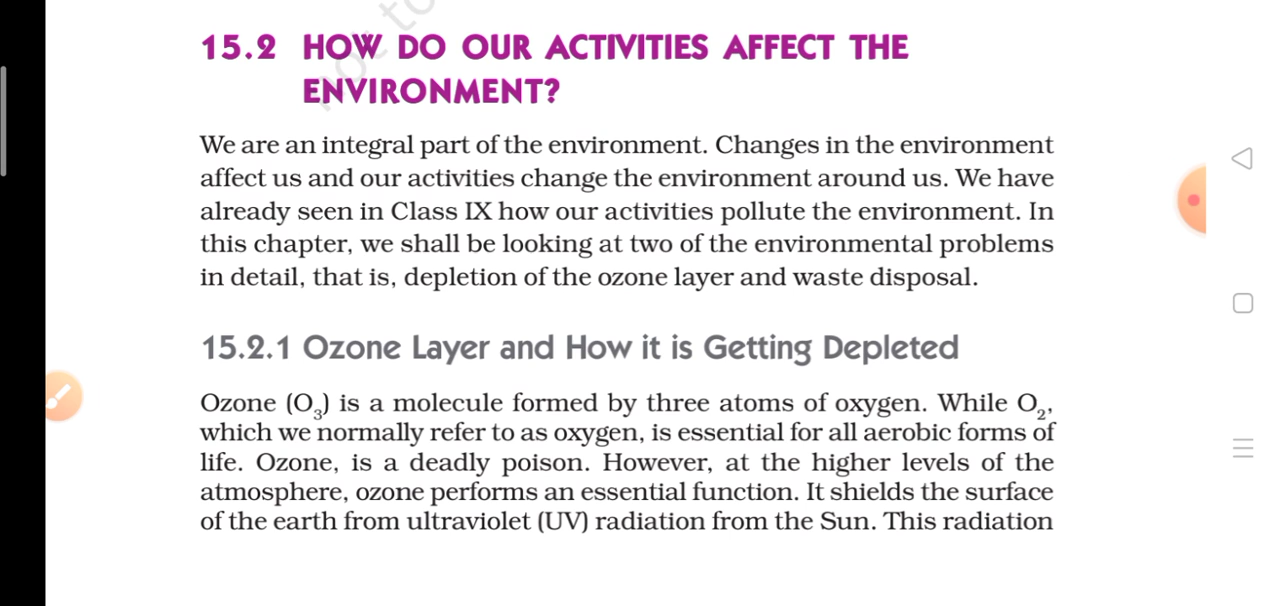 not to
15.2 HOW DO OUR ACTIVITIES AFFECT THE
ENVIRONMENT?
We are an integral part of the environment. Changes in the environment
affect us and our activities change the environment around us. We have
already seen in Class IX how our activities pollute the environment. In
this chapter, we shall be looking at two of the environmental problems
in detail, that is, depletion of the ozone layer and waste disposal.
15.2.1 Ozone Layer and How it is Getting Depleted
Ozone (O₃) is a molecule formed by three atoms of oxygen. While O₂,
which we normally refer to as oxygen, is essential for all aerobic forms of
life. Ozone, is a deadly poison. However, at the higher levels of the
atmosphere, ozone performs an essential function. It shields the surface
of the earth from ultraviolet (UV) radiation from the Sun. This radiation